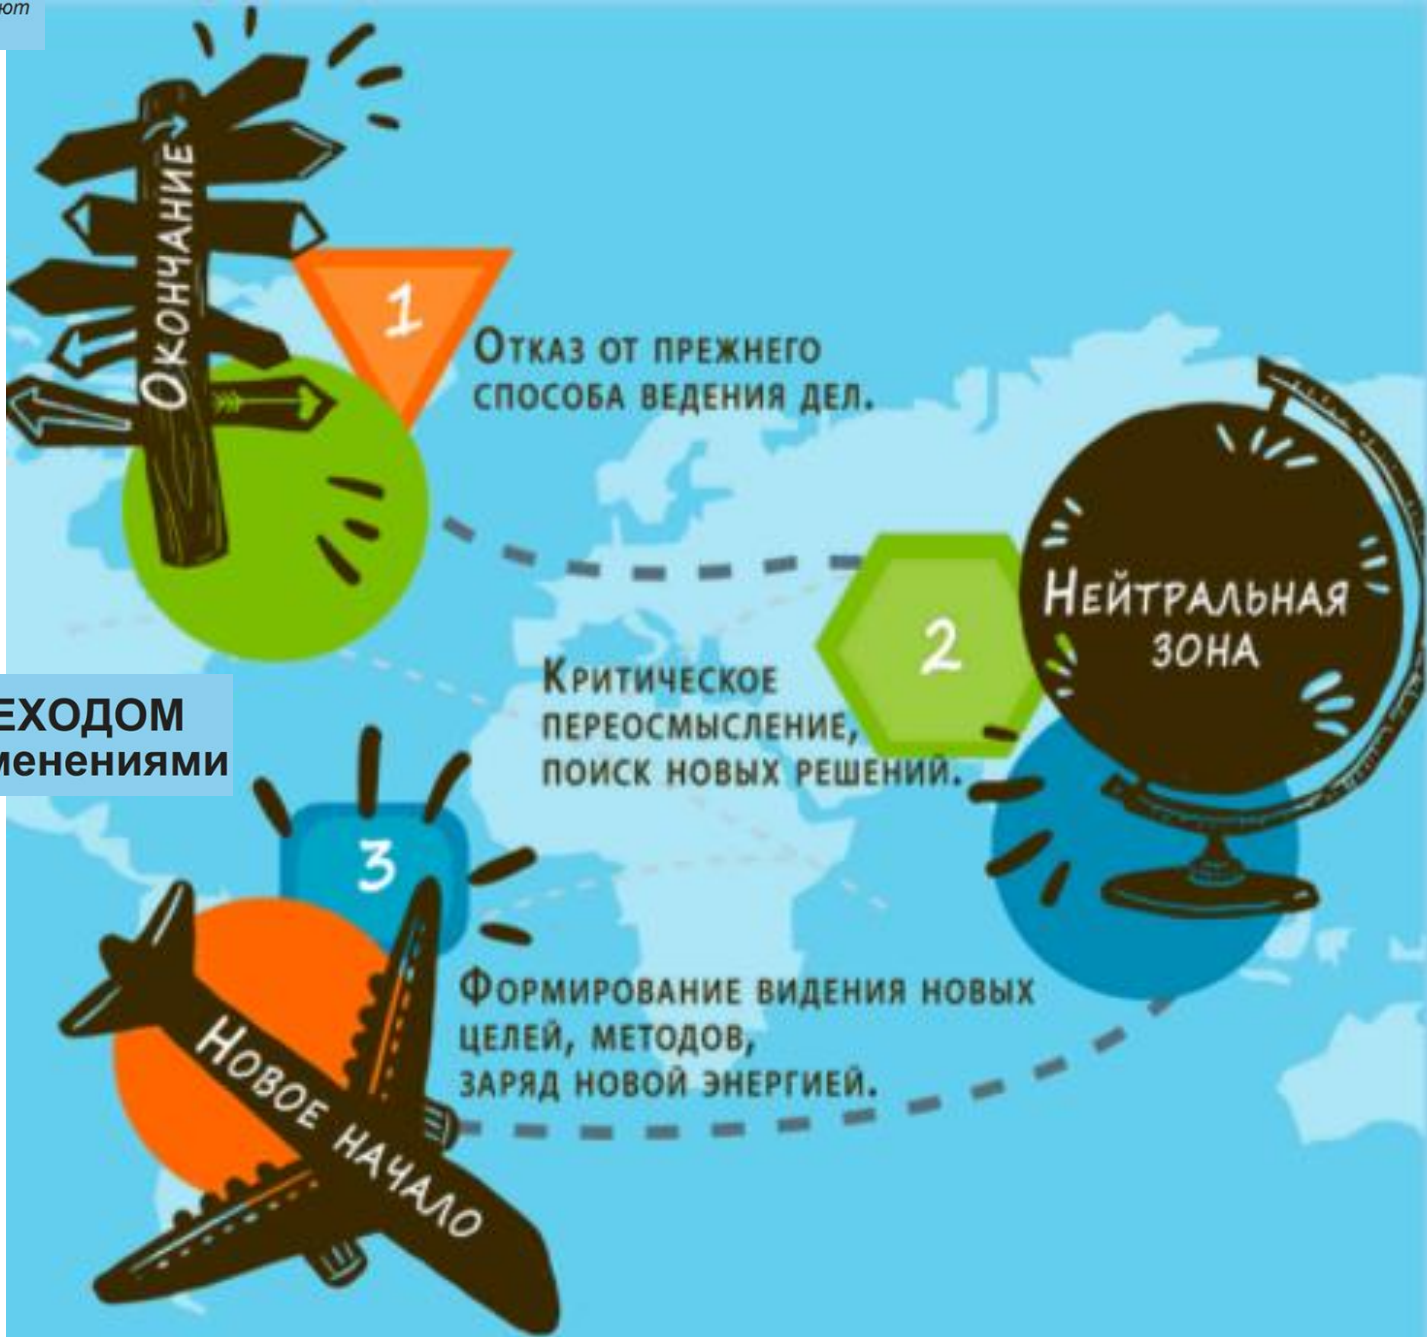 ют
ОКОНЧАНИЕ
1
ОТКАЗ ОТ ПРЕЖНЕГО
СПОСОБА ВЕДЕНИЯ ДЕЛ.
2
НЕЙТРАЛЬНАЯ
ЗОНА
КРИТИЧЕСКОЕ
ПЕРЕОСМЫСЛЕНИЕ,
ПОИСК НОВЫХ РЕШЕНИЙ.
ЕХОДОМ
менениями
3
НОВОЕ НАЧАЛО
ФОРМИРОВАНИЕ ВИДЕНИЯ НОВЫХ
ЦЕЛЕЙ, МЕТОДОВ,
ЗАРЯД НОВОЙ ЭНЕРГИЕЙ.